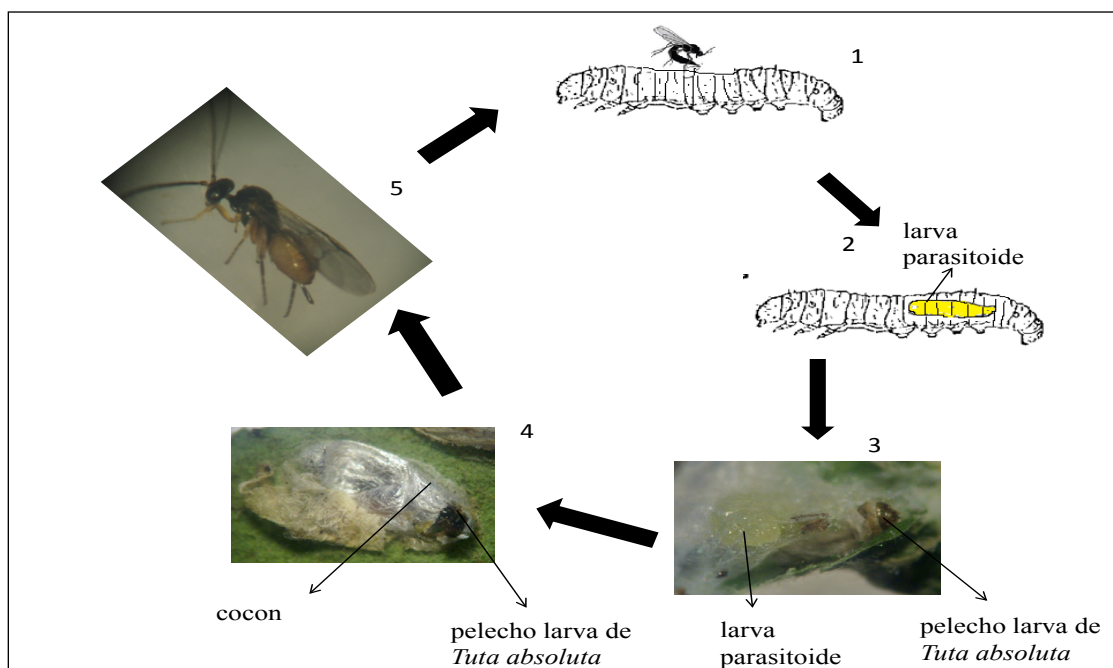 1
5
2
larva
parasitoide
4
3
cocon
pelecho larva de
Tuta absoluta
larva
parasitoide
pelecho larva de
Tuta absoluta